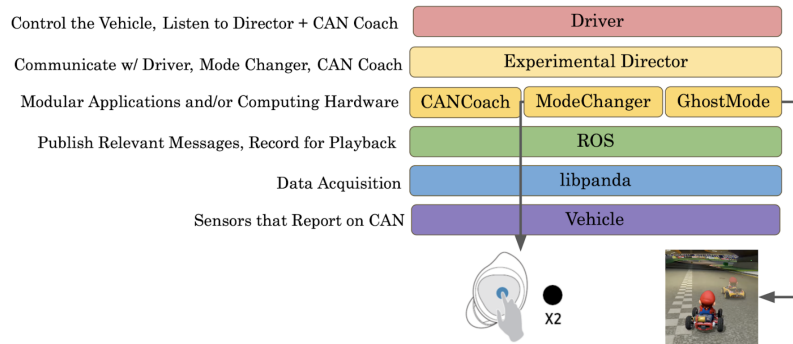 Control the Vehicle, Listen to Director + CAN Coach Driver
Communicate w/ Driver, Mode Changer, CAN Coach Experimental Director
Modular Applications and/or Computing Hardware CANCoach ModeChanger GhostMode
Publish Relevant Messages, Record for Playback ROS
Data Acquisition libpanda
Sensors that Report on CAN Vehicle
X2